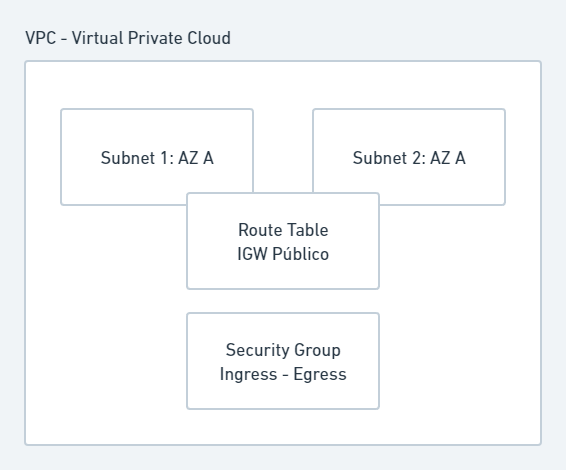 VPC - Virtual Private Cloud
Subnet 1: AZ A
Subnet 2: AZ A
Route Table
IGW Público
Security Group
Ingress - Egress